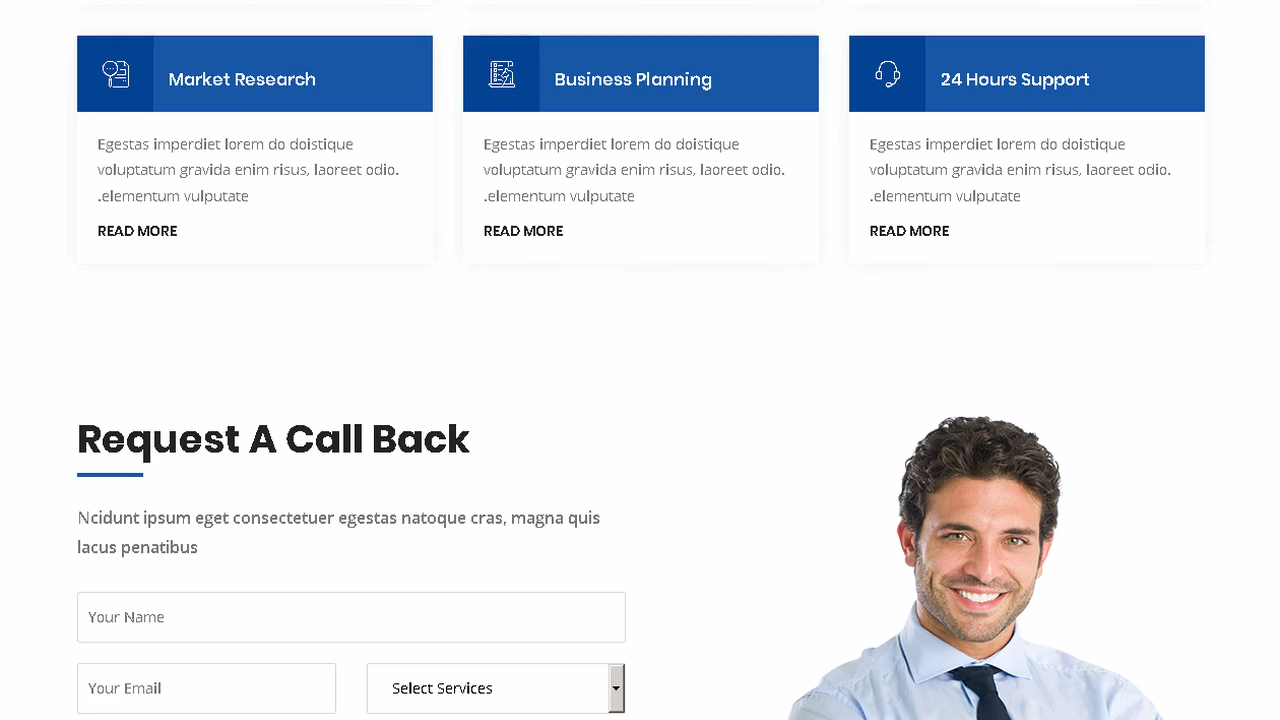 Market Research
Egestas imperdiet lorem do doistique
voluptatum gravida enim risus, laoreet odio.
.elementum vulputate
READ MORE
Business Planning
Egestas imperdiet lorem do doistique
voluptatum gravida enim risus, laoreet odio.
.elementum vulputate
READ MORE
24 Hours Support
Egestas imperdiet lorem do doistique
voluptatum gravida enim risus, laoreet odio.
.elementum vulputate
READ MORE
Request A Call Back
Ncidunt ipsum eget consectetuer egestas natoque cras, magna quis
lacus penatibus
Your Name
Your Email
Select Services